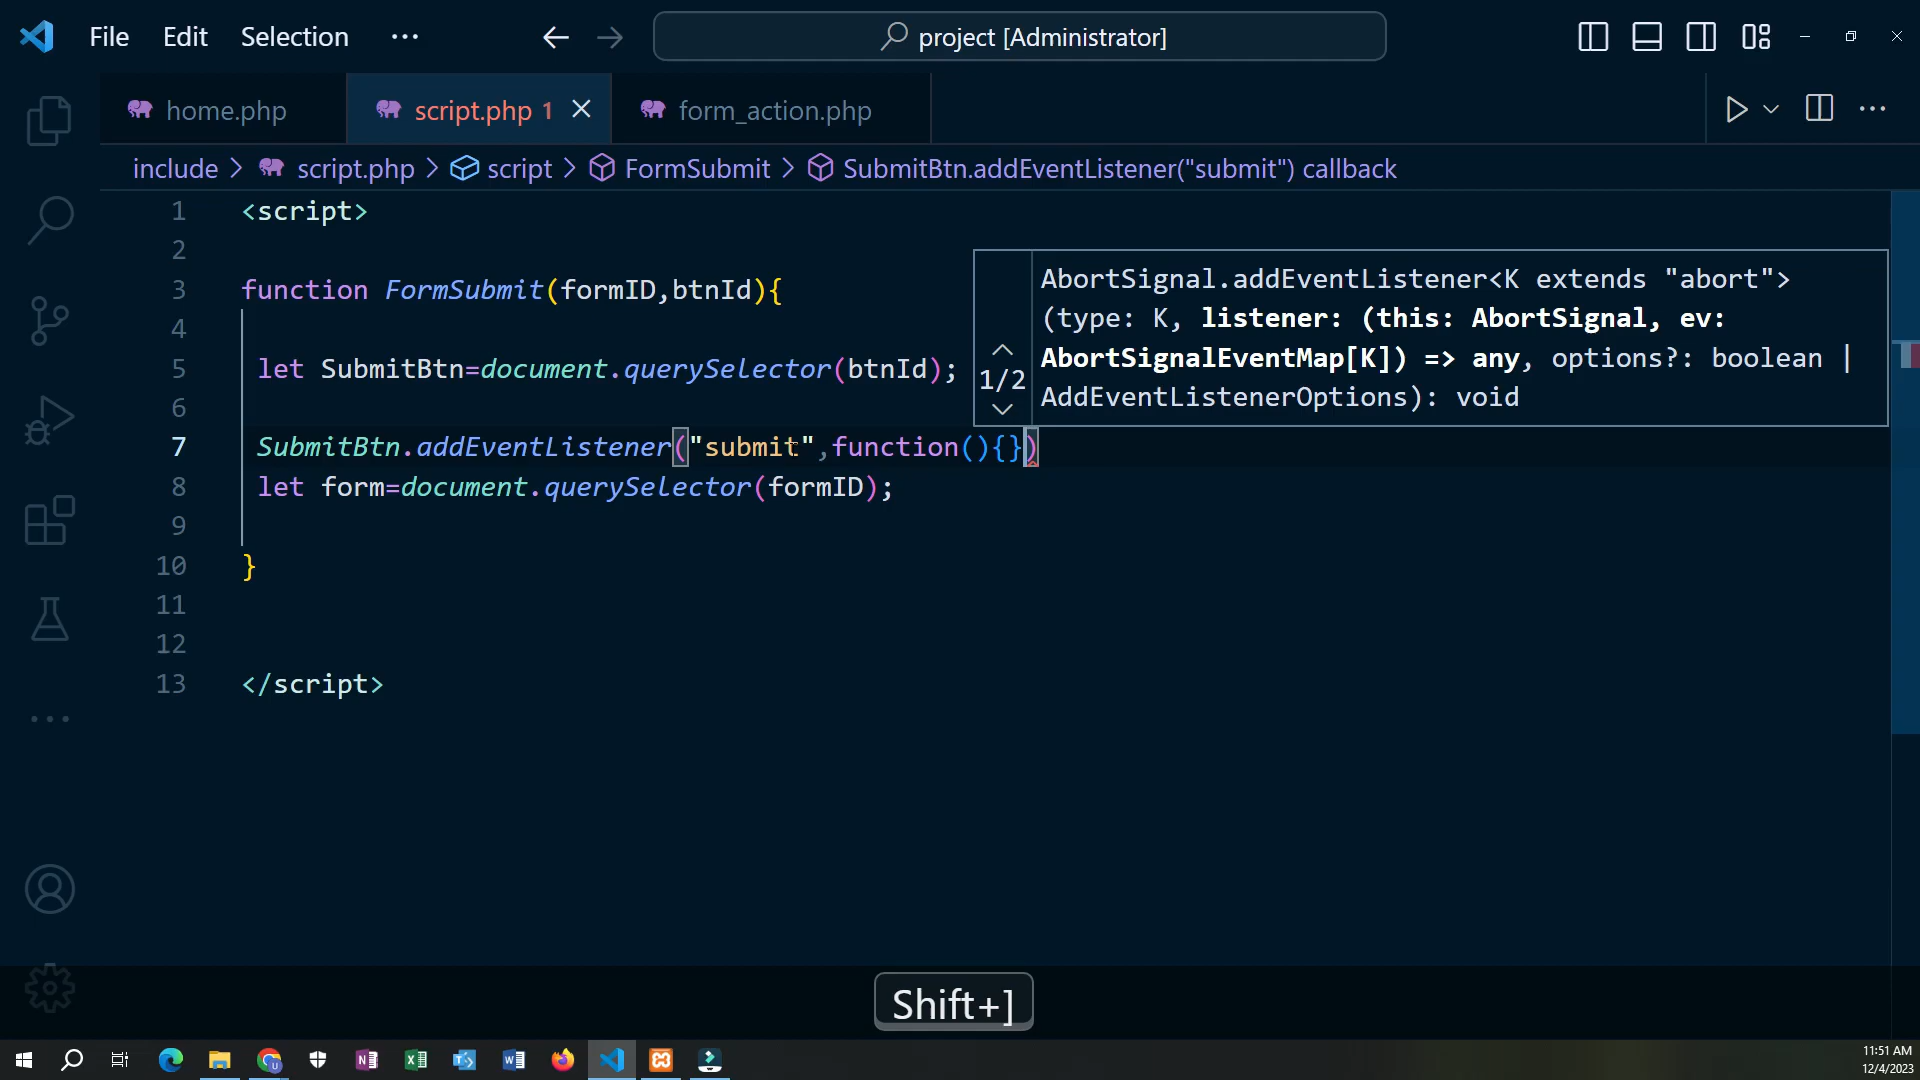 File Edit Selection ··· project [Administrator]
home.php script.php 1 form_action.php
include > script.php > script > FormSubmit > SubmitBtn.addEventListener("submit") callback
1 <script>
2
3 function FormSubmit(formID,btnId){
4
5 let SubmitBtn=document.querySelector(btnId);
6
7 SubmitBtn.addEventListener("submit",function(){})
8 let form=document.querySelector(formID);
9
10 }
11
12
13 </script>
AbortSignal.addEventListener<K extends "abort">
(type: K, listener: (this: AbortSignal, ev:
1/2
AbortSignalEventMap[K]) => any, options?: boolean |
AddEventListenerOptions): void
Shift+]
11:51 AM
12/4/2023